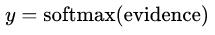 y = softmax(evidence)